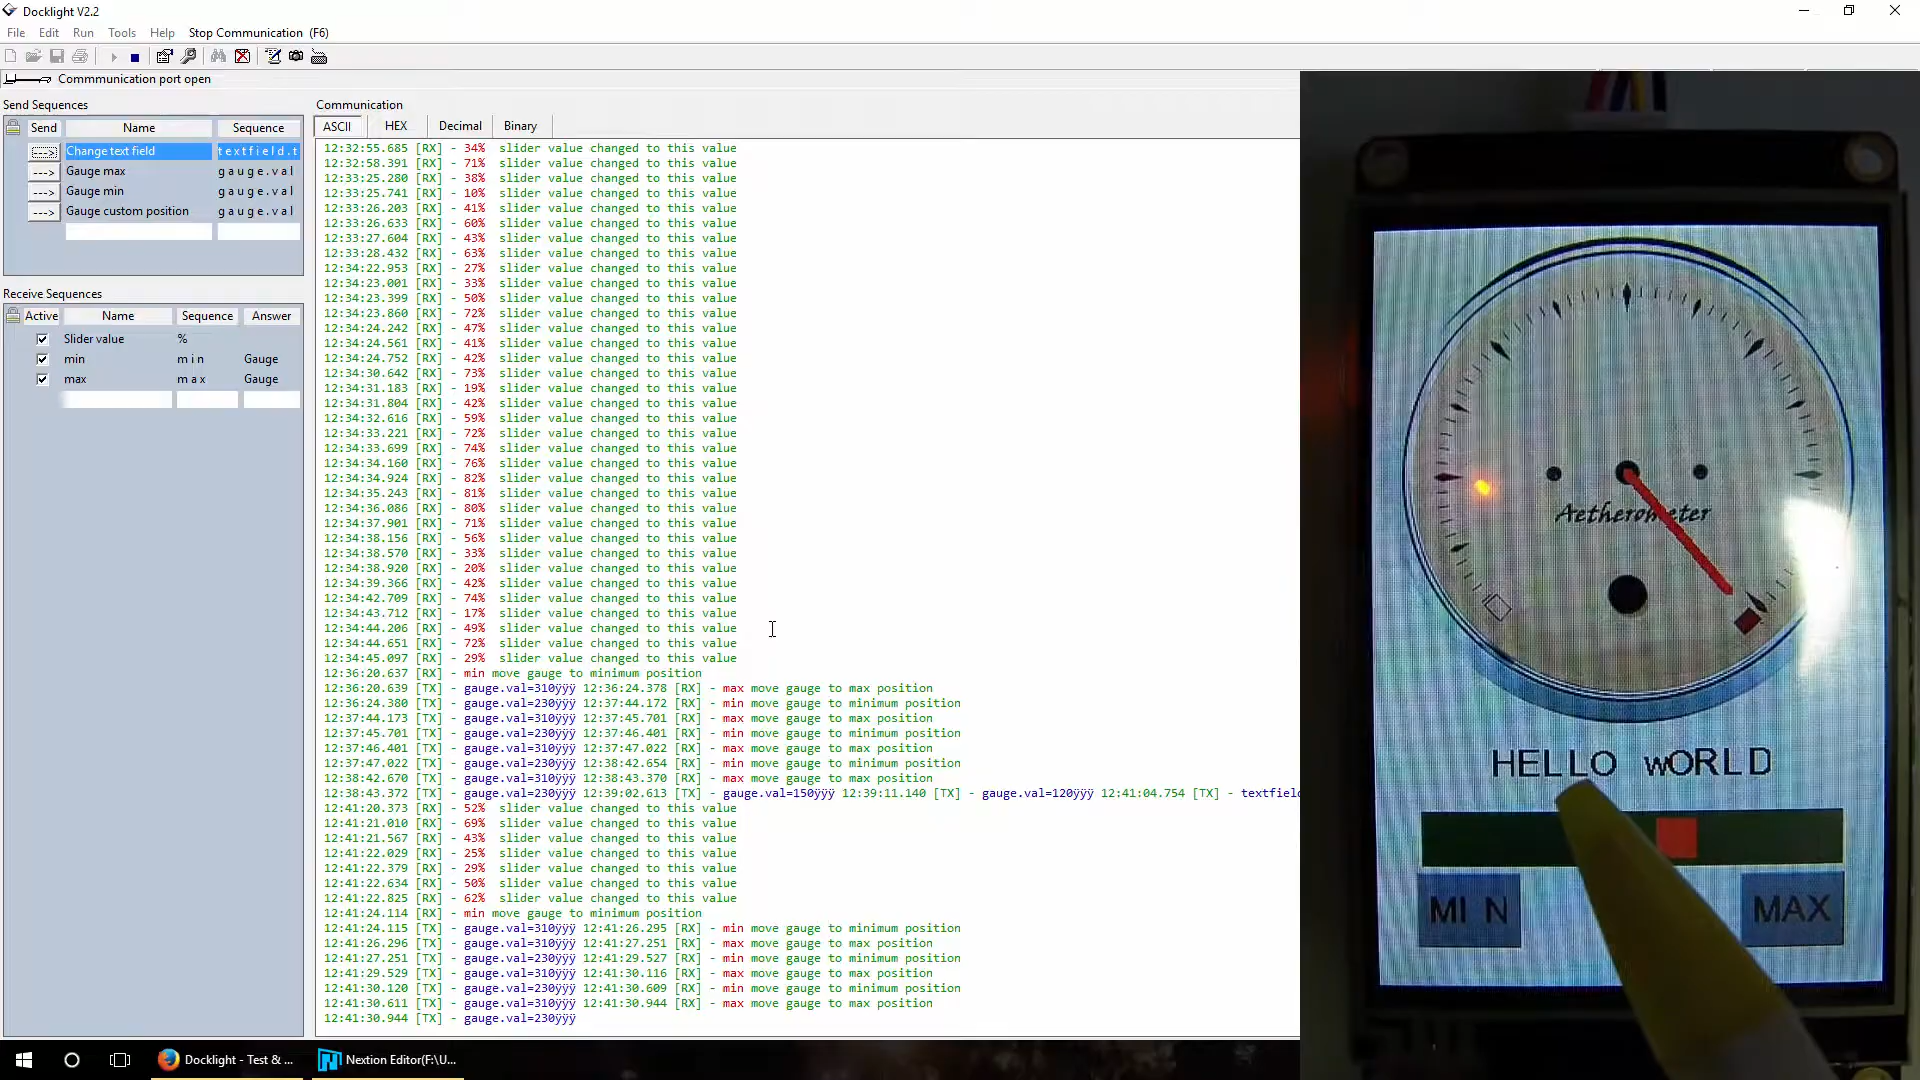 Docklight V2.2
File Edit Run Tools Help Stop Communication (F6)
Commmunication port open
Send Sequences
Send Name Sequence
---> Change text field textfield.t
---> Gauge max gauge.val
---> Gauge min gauge.val
---> Gauge custom position gauge.val
Receive Sequences
Active Name Sequence Answer
Slider value %
min min Gauge
max max Gauge
Communication
ASCII HEX Decimal Binary
12:32:55.685 [RX] - 34% slider value changed to this value
12:32:58.391 [RX] - 71% slider value changed to this value
12:33:25.280 [RX] - 38% slider value changed to this value
12:33:25.741 [RX] - 10% slider value changed to this value
12:33:26.203 [RX] - 41% slider value changed to this value
12:33:26.633 [RX] - 60% slider value changed to this value
12:33:27.604 [RX] - 43% slider value changed to this value
12:33:28.432 [RX] - 63% slider value changed to this value
12:34:22.953 [RX] - 27% slider value changed to this value
12:34:23.001 [RX] - 33% slider value changed to this value
12:34:23.399 [RX] - 50% slider value changed to this value
12:34:23.860 [RX] - 72% slider value changed to this value
12:34:24.242 [RX] - 47% slider value changed to this value
12:34:24.561 [RX] - 41% slider value changed to this value
12:34:24.752 [RX] - 42% slider value changed to this value
12:34:30.642 [RX] - 73% slider value changed to this value
12:34:31.183 [RX] - 19% slider value changed to this value
12:34:31.804 [RX] - 42% slider value changed to this value
12:34:32.616 [RX] - 59% slider value changed to this value
12:34:33.221 [RX] - 72% slider value changed to this value
12:34:33.699 [RX] - 74% slider value changed to this value
12:34:34.160 [RX] - 76% slider value changed to this value
12:34:34.924 [RX] - 82% slider value changed to this value
12:34:35.243 [RX] - 81% slider value changed to this value
12:34:36.086 [RX] - 80% slider value changed to this value
12:34:37.901 [RX] - 71% slider value changed to this value
12:34:38.156 [RX] - 56% slider value changed to this value
12:34:38.570 [RX] - 33% slider value changed to this value
12:34:38.920 [RX] - 20% slider value changed to this value
12:34:39.366 [RX] - 42% slider value changed to this value
12:34:42.709 [RX] - 74% slider value changed to this value
12:34:43.712 [RX] - 17% slider value changed to this value
12:34:44.206 [RX] - 49% slider value changed to this value
12:34:44.651 [RX] - 72% slider value changed to this value
12:34:45.097 [RX] - 29% slider value changed to this value
12:36:20.637 [RX] - min move gauge to minimum position
12:36:20.639 [TX] - gauge.val=310ÿÿÿ 12:36:24.378 [RX] - max move gauge to max position
12:36:24.380 [TX] - gauge.val=230ÿÿÿ 12:37:44.172 [RX] - min move gauge to minimum position
12:37:44.173 [TX] - gauge.val=310ÿÿÿ 12:37:45.701 [RX] - max move gauge to max position
12:37:45.701 [TX] - gauge.val=230ÿÿÿ 12:37:46.401 [RX] - min move gauge to minimum position
12:37:46.401 [TX] - gauge.val=310ÿÿÿ 12:37:47.022 [RX] - max move gauge to max position
12:37:47.022 [TX] - gauge.val=230ÿÿÿ 12:38:42.654 [RX] - min move gauge to minimum position
12:38:42.670 [TX] - gauge.val=310ÿÿÿ 12:38:43.370 [RX] - max move gauge to max position
12:38:43.372 [TX] - gauge.val=230ÿÿÿ 12:39:02.613 [TX] - gauge.val=150ÿÿÿ 12:39:11.140 [TX] - gauge.val=120ÿÿÿ 12:41:04.754 [TX] - textfield
12:41:20.373 [RX] - 52% slider value changed to this value
12:41:21.010 [RX] - 69% slider value changed to this value
12:41:21.567 [RX] - 43% slider value changed to this value
12:41:22.029 [RX] - 25% slider value changed to this value
12:41:22.379 [RX] - 29% slider value changed to this value
12:41:22.634 [RX] - 50% slider value changed to this value
12:41:22.825 [RX] - 62% slider value changed to this value
12:41:24.114 [RX] - min move gauge to minimum position
12:41:24.115 [TX] - gauge.val=310ÿÿÿ 12:41:26.295 [RX] - min move gauge to minimum position
12:41:26.296 [TX] - gauge.val=310ÿÿÿ 12:41:27.251 [RX] - max move gauge to max position
12:41:27.251 [TX] - gauge.val=230ÿÿÿ 12:41:29.527 [RX] - min move gauge to minimum position
12:41:29.529 [TX] - gauge.val=310ÿÿÿ 12:41:30.116 [RX] - max move gauge to max position
12:41:30.120 [TX] - gauge.val=230ÿÿÿ 12:41:30.609 [RX] - min move gauge to minimum position
12:41:30.611 [TX] - gauge.val=310ÿÿÿ 12:41:30.944 [RX] - max move gauge to max position
12:41:30.944 [TX] - gauge.val=230ÿÿÿ
Aetherometer
HELLO wORLD
MIN MAX
Docklight - Test & ... Nextion Editor(F:\U...